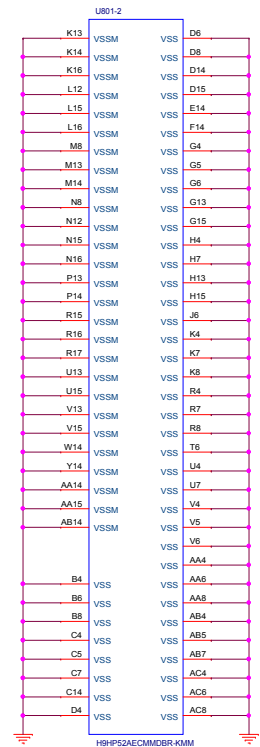 U801-2
K13 VSSM VSS D6
K14 VSSM VSS D8
K16 VSSM VSS D14
L12 VSSM VSS D15
L15 VSSM VSS E14
L16 VSSM VSS F14
M8 VSSM VSS G4
M13 VSSM VSS G5
M14 VSSM VSS G6
N8 VSSM VSS G13
N12 VSSM VSS G15
N15 VSSM VSS H4
N16 VSSM VSS H7
P13 VSSM VSS H13
P14 VSSM VSS H15
R15 VSSM VSS J6
R16 VSSM VSS K4
R17 VSSM VSS K7
U13 VSSM VSS K8
U15 VSSM VSS R4
V13 VSSM VSS R7
V15 VSSM VSS R8
W14 VSSM VSS T6
Y14 VSSM VSS U4
AA14 VSSM VSS U7
AA15 VSSM VSS V4
AB14 VSSM VSS V5
VSS V6
VSS AA4
B4 VSS VSS AA6
B6 VSS VSS AA8
B8 VSS VSS AB4
C4 VSS VSS AB5
C5 VSS VSS AB7
C7 VSS VSS AC4
C14 VSS VSS AC6
D4 VSS VSS AC8
H9HP52AECMMDBR-KMM